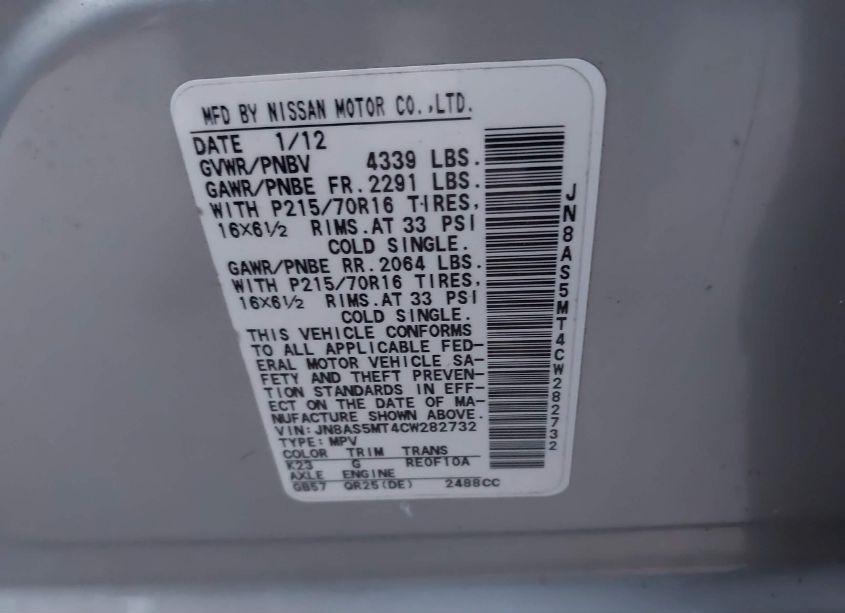 MFD BY NISSAN MOTOR CO.,LTD.
DATE 1/12
GVWR/PNBV 4339 LBS.
GAWR/PNBE FR.2291 LBS.
WITH P215/70R16 TIRES,
16X6½ RIMS.AT 33 PSI
COLD SINGLE.
GAWR/PNBE RR.2064 LBS.
WITH P215/70R16 TIRES,
16X6½ RIMS.AT 33 PSI
COLD SINGLE.
THIS VEHICLE CONFORMS
TO ALL APPLICABLE FED-
ERAL MOTOR VEHICLE SA-
FETY AND THEFT PREVEN-
TION STANDARDS IN EFF-
ECT ON THE DATE OF MA-
NUFACTURE SHOWN ABOVE.
VIN: JN8AS5MT4CW282732
TYPE: MPV
COLOR TRIM TRANS
K23 G RE0F10A
AXLE ENGINE
GB57 QR25(DE) 2488CC
JN8AS5MT4CW282732